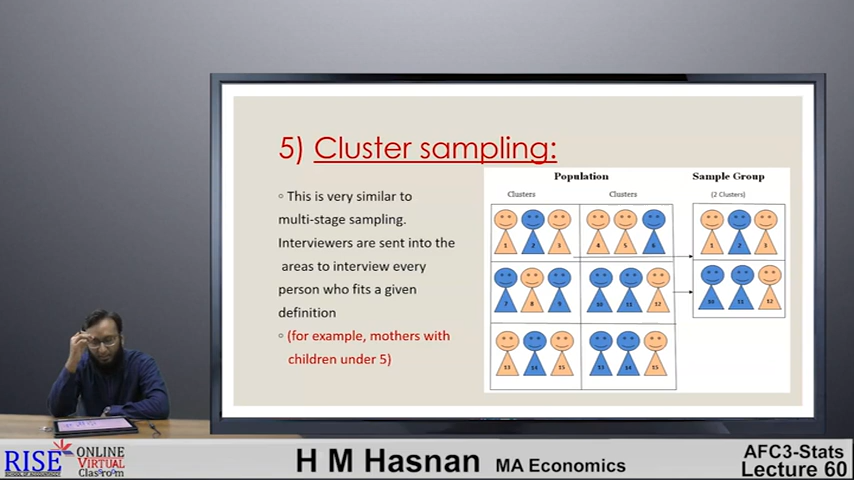 5) Cluster sampling:
◦ This is very similar to
multi-stage sampling.
Interviewers are sent into the
areas to interview every
person who fits a given
definition
◦ (for example, mothers with
children under 5)
Population
Sample Group
Clusters
Clusters
(2 Clusters)
1 2 3
4 5 6
1 2 3
7 8 9
10 11 12
10 11 12
13 14 15
13 14 15
RISE
SCHOOL OF ACCOUNTANCY
ONLINE
VIRTUAL
Classroom
H M Hasnan MA Economics
AFC3-Stats
Lecture 60